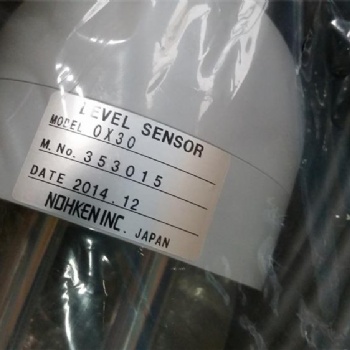 LEVEL SENSOR
MODEL OX30
M. No. 353015
DATE 2014.12
NOHKEN INC. JAPAN